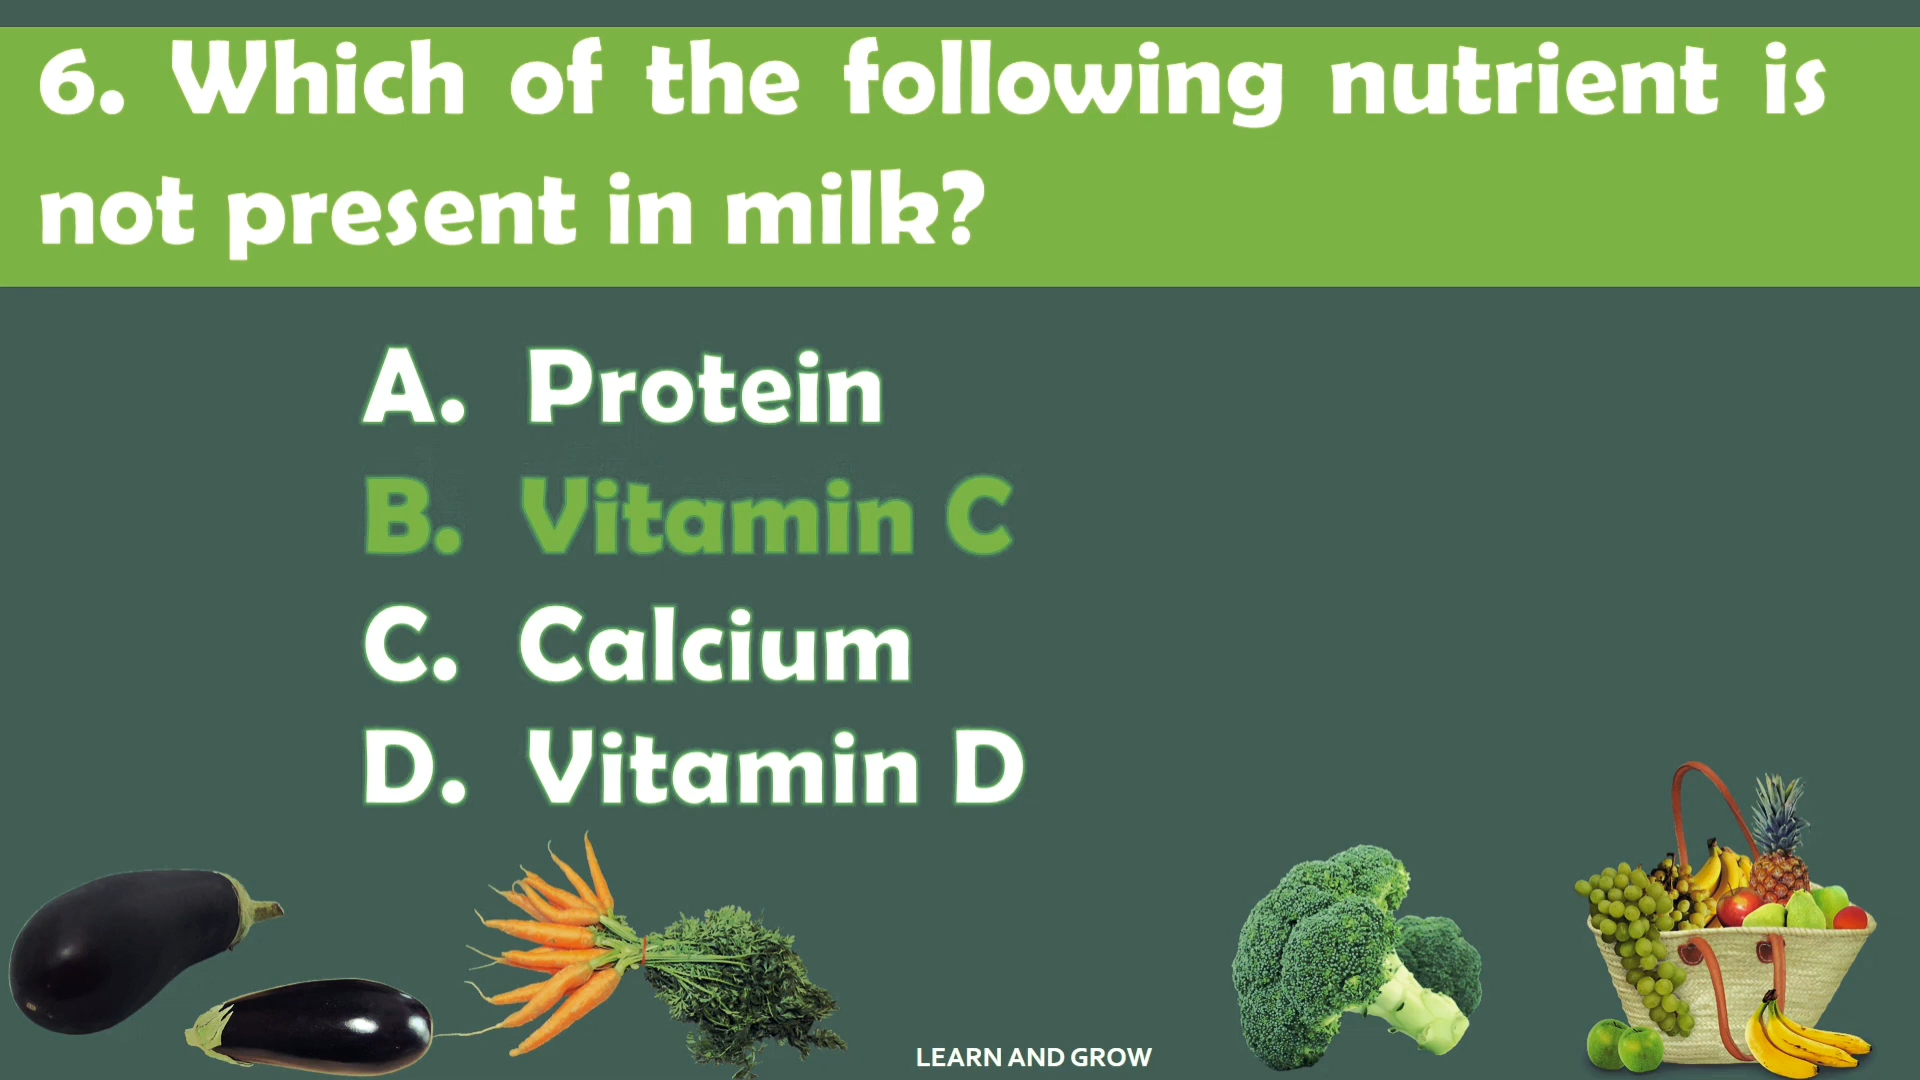 6. Which of the following nutrient is
not present in milk?
A. Protein
B. Vitamin C
C. Calcium
D. Vitamin D
LEARN AND GROW